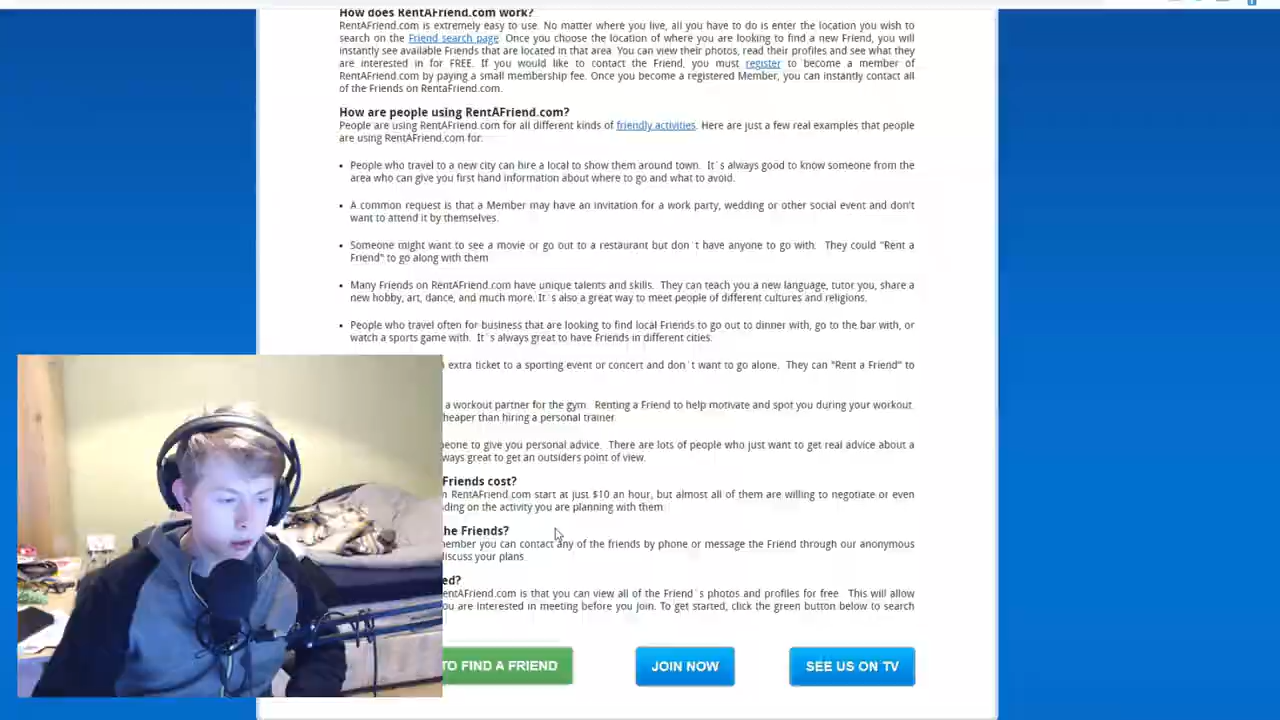 How does RentAFriend.com work?
RentAFriend.com is extremely easy to use. No matter where you live, all you have to do is enter the location you wish to
search on the Friend search page. Once you choose the location of where you are looking to find a new Friend, you will
instantly see available Friends that are located in that area. You can view their photos, read their profiles and see what they
are interested in for FREE. If you would like to contact the Friend, you must register to become a member of
RentAFriend.com by paying a small membership fee. Once you become a registered Member, you can instantly contact all
of the Friends on RentaFriend.com.
How are people using RentAFriend.com?
People are using RentAFriend.com for all different kinds of friendly activities. Here are just a few real examples that people
are using RentAFriend.com for:
• People who travel to a new city can hire a local to show them around town. It`s always good to know someone from the
area who can give you first hand information about where to go and what to avoid.
• A common request is that a Member may have an invitation for a work party, wedding or other social event and don't
want to attend it by themselves.
• Someone might want to see a movie or go out to a restaurant but don`t have anyone to go with. They could "Rent a
Friend" to go along with them
• Many Friends on RentAFriend.com have unique talents and skills. They can teach you a new language, tutor you, share a
new hobby, art, dance, and much more. It`s also a great way to meet people of different cultures and religions.
• People who travel often for business that are looking to find local Friends to go out to dinner with, go to the bar with, or
watch a sports game with. It`s always great to have Friends in different cities.
extra ticket to a sporting event or concert and don`t want to go alone. They can "Rent a Friend" to
a workout partner for the gym. Renting a Friend to help motivate and spot you during your workout.
heaper than hiring a personal trainer
eone to give you personal advice. There are lots of people who just want to get real advice about a
ways great to get an outsiders point of view.
Friends cost?
RentAFriend.com start at just $10 an hour, but almost all of them are willing to negotiate or even
ding on the activity you are planning with them
he Friends?
member you can contact any of the friends by phone or message the Friend through our anonymous
discuss your plans
ed?
entAFriend.com is that you can view all of the Friend`s photos and profiles for free. This will allow
ou are interested in meeting before you join. To get started, click the green button below to search
TO FIND A FRIEND
JOIN NOW
SEE US ON TV